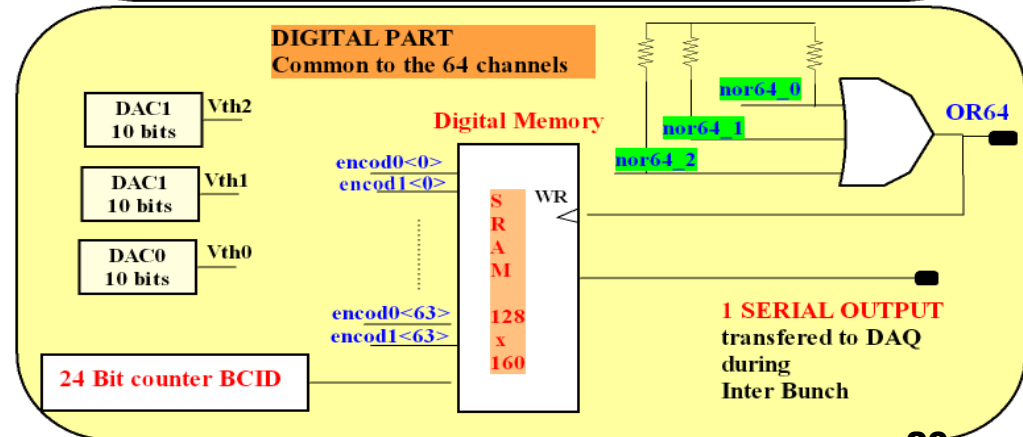 DIGITAL PART
Common to the 64 channels
DAC1
10 bits
Vth2
DAC1
10 bits
Vth1
DAC0
10 bits
Vth0
Digital Memory
encod0<0>
encod1<0>
encod0<63>
encod1<63>
24 Bit counter BCID
S
R
A
M
128
x
160
WR
nor64_0
nor64_1
nor64_2
OR64
1 SERIAL OUTPUT
transfered to DAQ
during
Inter Bunch